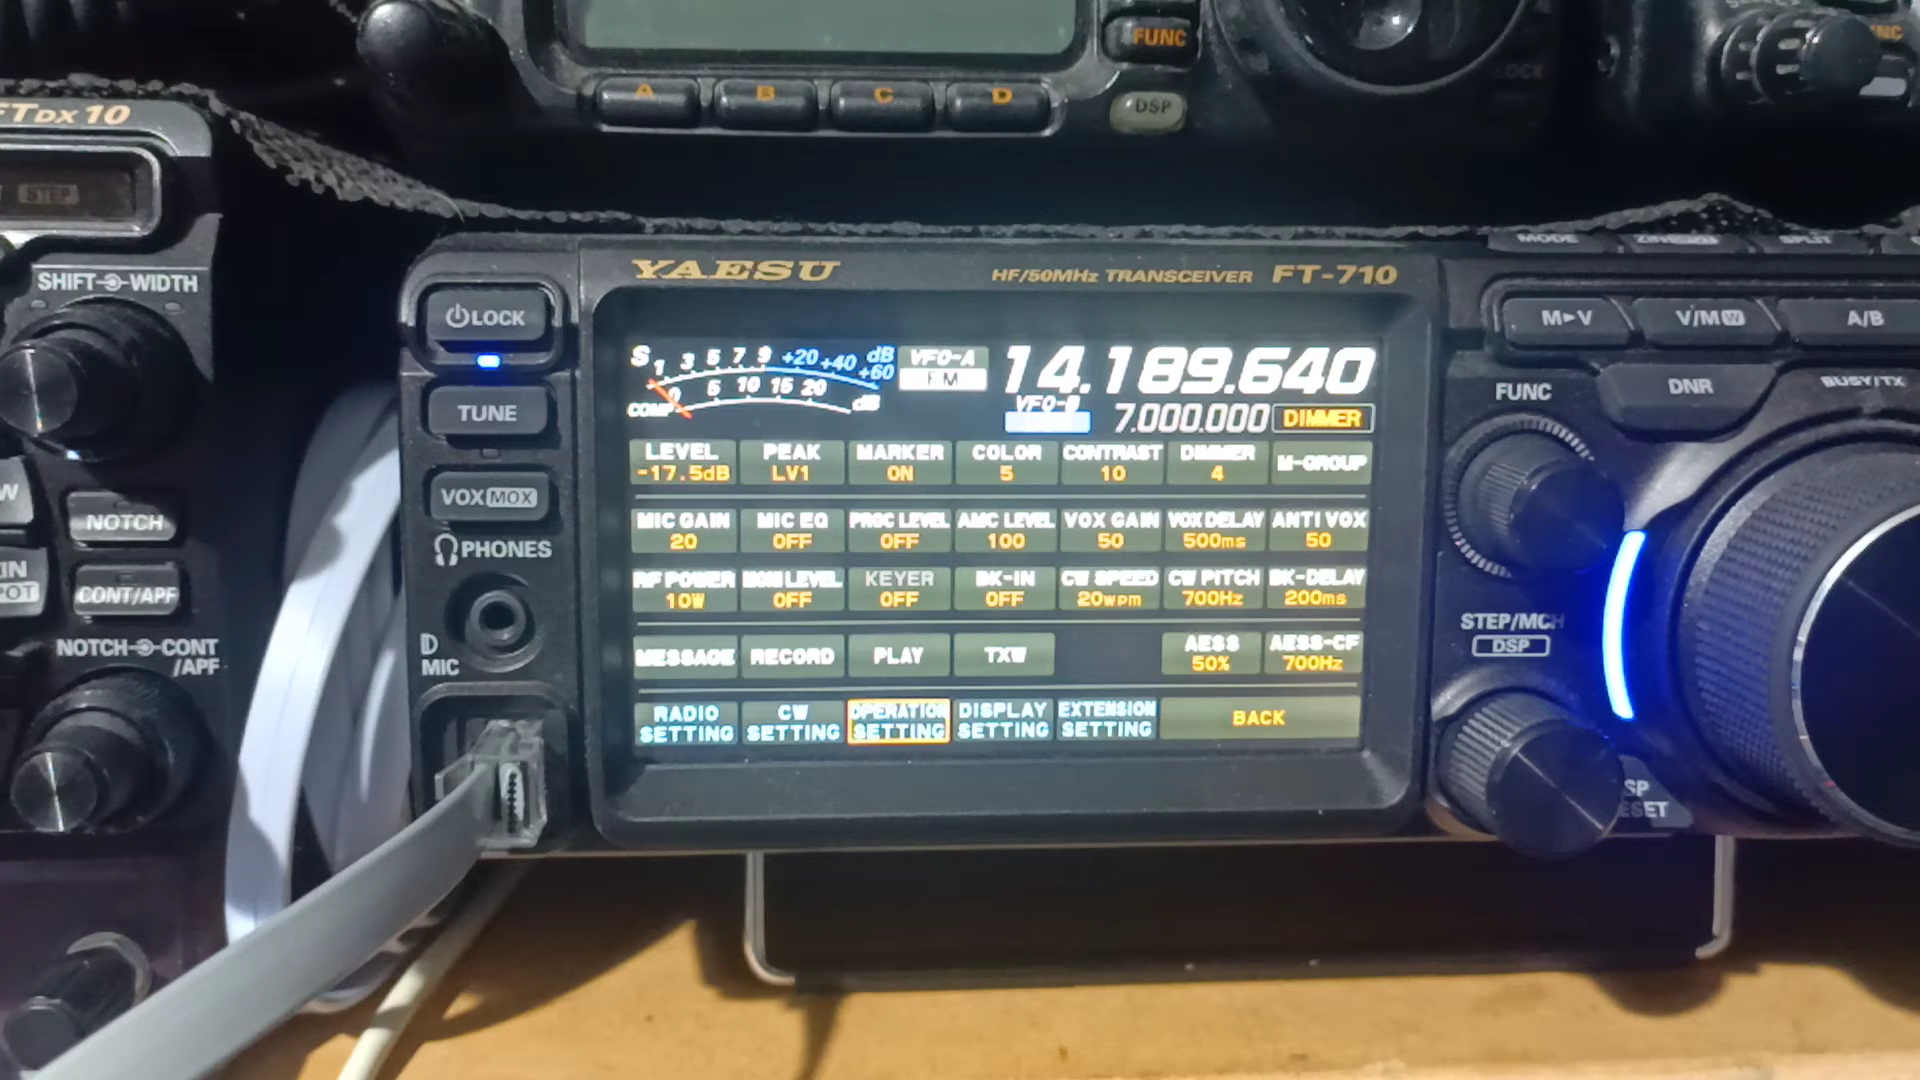 FUNC
A B C D
DSP
FTDX10
STEP
SHIFT WIDTH
NOTCH
CONT/APF
NOTCH CONT
/APF
LOCK
TUNE
VOX MOX
PHONES
MIC
YAESU
HF/50MHz TRANSCEIVER FT-710
S 1 3 5 7 9 +20 +40 +60 dB
COMP 0 5 10 15 20 dB
VFO-A
FM
14.189.640
VFO-B
7.000.000
DIMMER
LEVEL PEAK MARKER COLOR CONTRAST DIMMER M-GROUP
-17.5dB LV1 ON 5 10 4
MIC GAIN MIC EQ PROC LEVEL AMC LEVEL VOX GAIN VOX DELAY ANTI VOX
20 OFF OFF 100 50 500ms 50
RF POWER MONI LEVEL KEYER BK-IN CW SPEED CW PITCH BK-DELAY
10W OFF OFF OFF 20wpm 700Hz 200ms
MESSAGE RECORD PLAY TXW
AESS AESS-CF
50% 700Hz
RADIO CW OPERATION DISPLAY EXTENSION
SETTING SETTING SETTING SETTING SETTING
BACK
MODE SPLIT
M►V V/M W A/B
FUNC
DNR
BUSY/TX
STEP/MCH
DSP